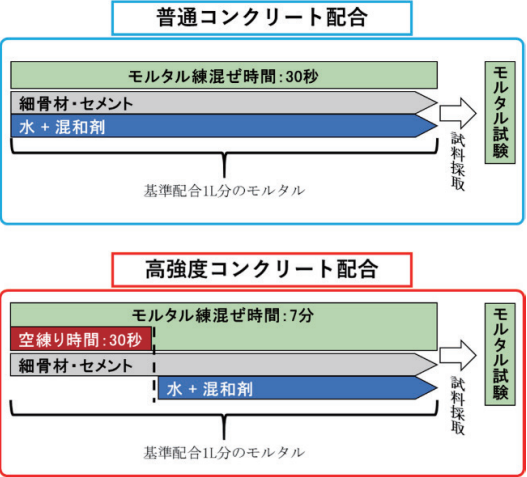 普通コンクリート配合
モルタル練混ぜ時間：30秒
細骨材・セメント
水 + 混和剤
基準配合1L分のモルタル
試料採取
モルタル試験
高強度コンクリート配合
モルタル練混ぜ時間：7分
空練り時間：30秒
細骨材・セメント
水 + 混和剤
基準配合1L分のモルタル
試料採取
モルタル試験